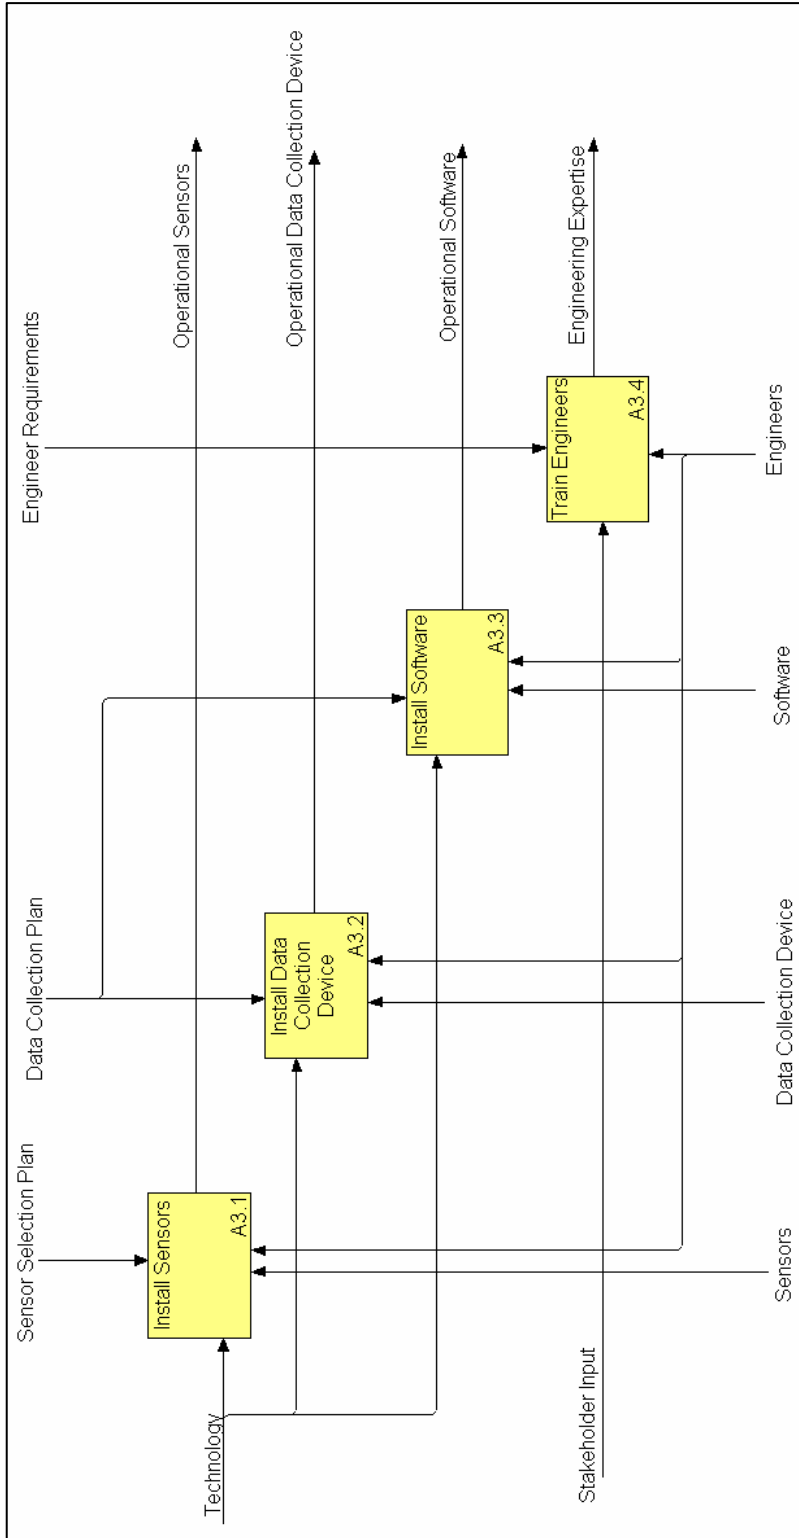 Sensor Selection Plan
Data Collection Plan
Engineer Requirements
Technology
Install Sensors
A3.1
Operational Sensors
Install Data
Collection
Device
A3.2
Operational Data Collection Device
Install Software
A3.3
Operational Software
Stakeholder Input
Train Engineers
A3.4
Engineering Expertise
Sensors
Data Collection Device
Software
Engineers